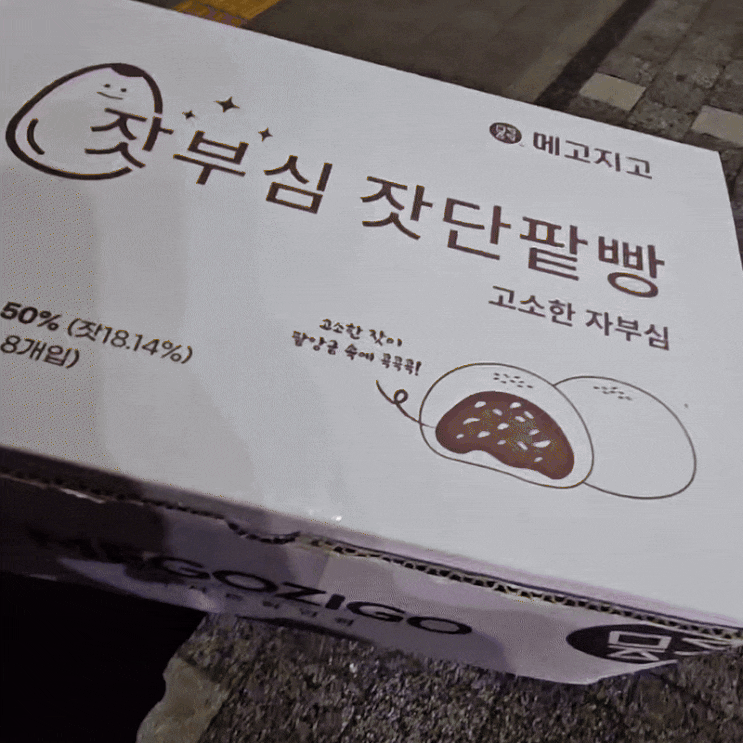 메고지고
잣부심 잣단팥빵
고소한 자부심
50% (잣18.14%)
8개입)
고소한 잣이
팥앙금 속에 콕콕콕!
MEGOZIGO